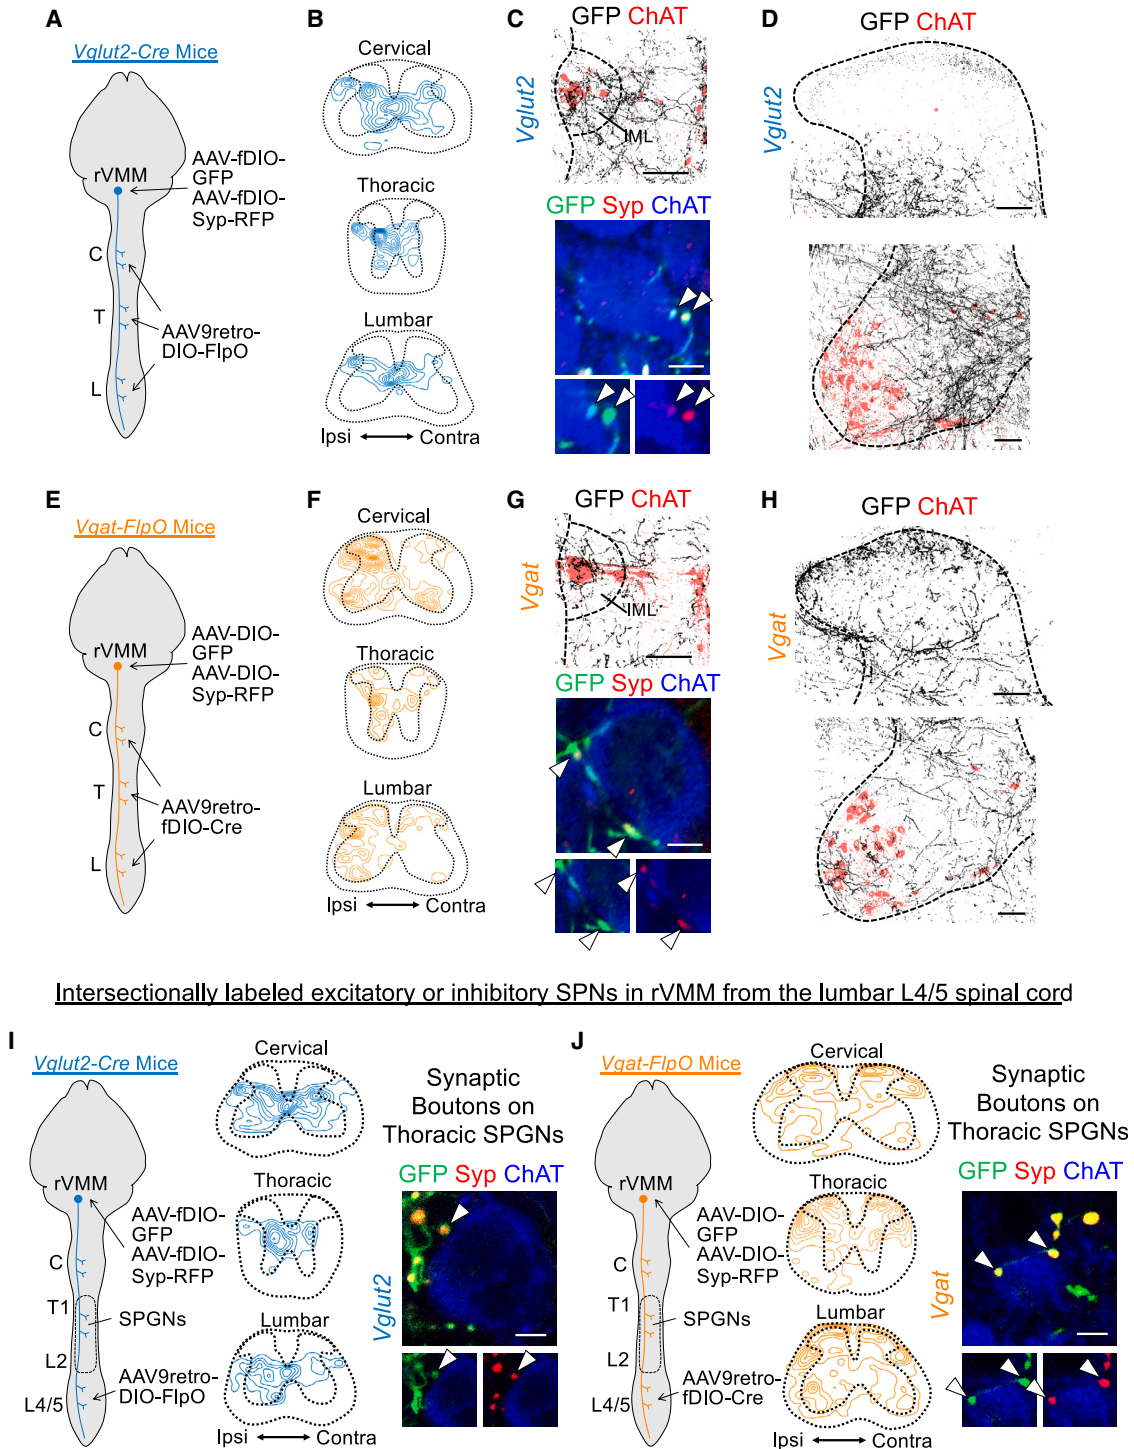 A
Vglut2-Cre Mice
rVMM
AAV-fDIO-
GFP
AAV-fDIO-
Syp-RFP
C
T
AAV9retro-
DIO-FlpO
L
B
Cervical
Thoracic
Lumbar
Ipsi Contra
C
GFP ChAT
Vglut2
IML
GFP Syp ChAT
D
GFP ChAT
Vglut2
E
Vgat-FlpO Mice
rVMM
AAV-DIO-
GFP
AAV-DIO-
Syp-RFP
C
T
AAV9retro-
fDIO-Cre
L
F
Cervical
Thoracic
Lumbar
Ipsi Contra
G
GFP ChAT
Vgat
IML
GFP Syp ChAT
H
GFP ChAT
Vgat
Intersectionally labeled excitatory or inhibitory SPNs in rVMM from the lumbar L4/5 spinal cord
I
Vglut2-Cre Mice
rVMM
AAV-fDIO-
GFP
AAV-fDIO-
Syp-RFP
C
T1
SPGNs
L2
AAV9retro-
DIO-FlpO
L4/5
Cervical
Thoracic
Lumbar
Ipsi Contra
Synaptic
Boutons on
Thoracic SPGNs
GFP Syp ChAT
Vglut2
J
Vgat-FlpO Mice
rVMM
AAV-DIO-
GFP
AAV-DIO-
Syp-RFP
C
T1
SPGNs
L2
AAV9retro-
fDIO-Cre
L4/5
Cervical
Thoracic
Lumbar
Ipsi Contra
Synaptic
Boutons on
Thoracic SPGNs
GFP Syp ChAT
Vgat